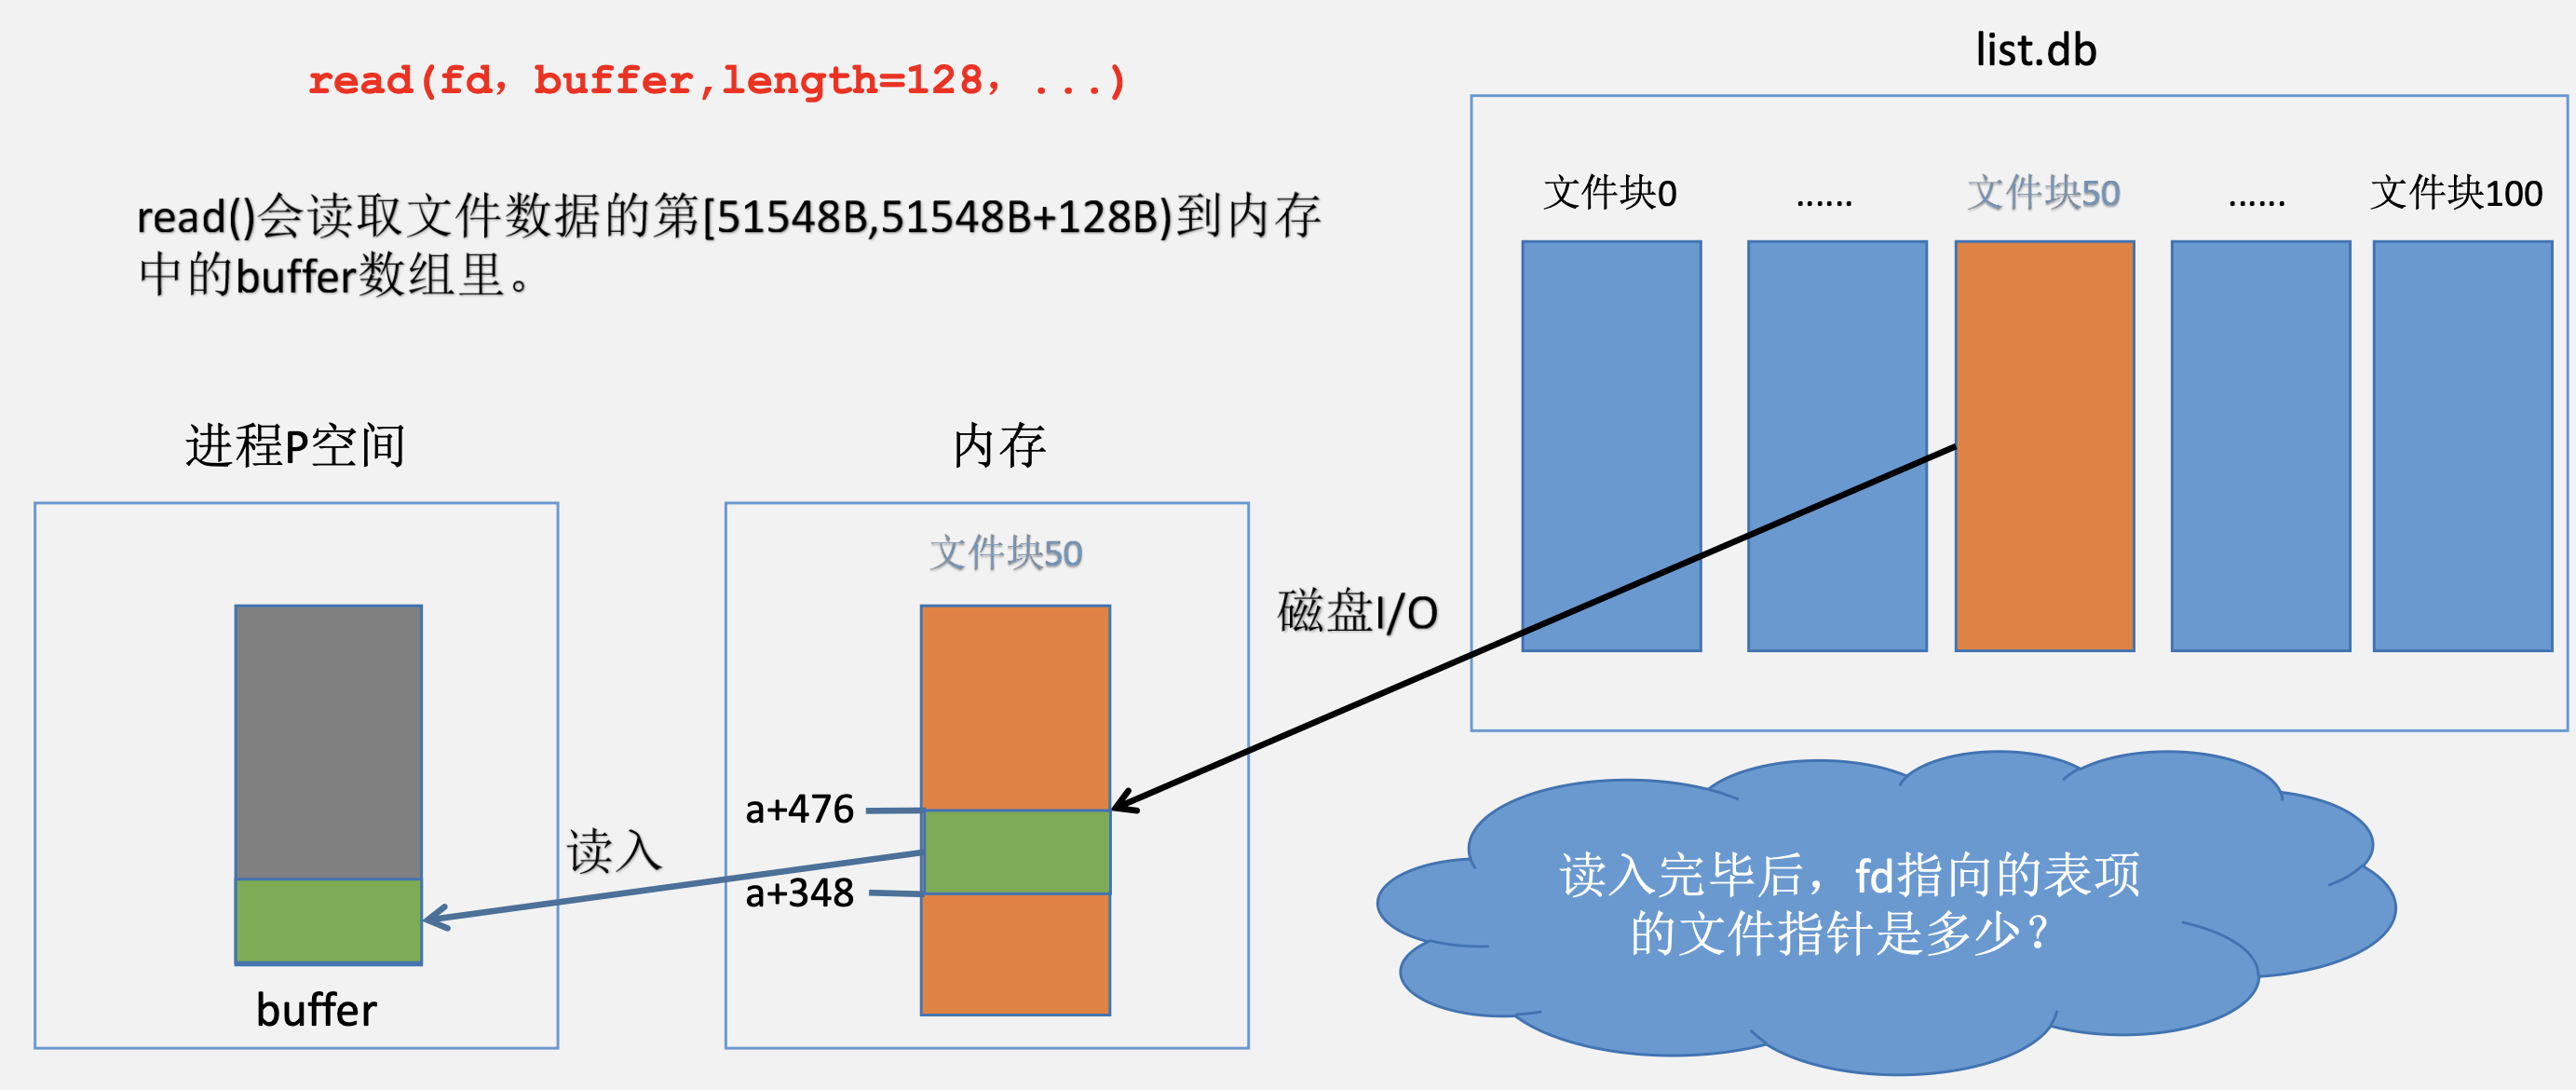 read(fd，buffer,length=128，...)
read()会读取文件数据的第[51548B,51548B+128B)到内存
中的buffer数组里。
list.db
文件块0
......
文件块50
......
文件块100
进程P空间
内存
文件块50
磁盘I/O
a+476
读入
a+348
buffer
读入完毕后，fd指向的表项
的文件指针是多少？